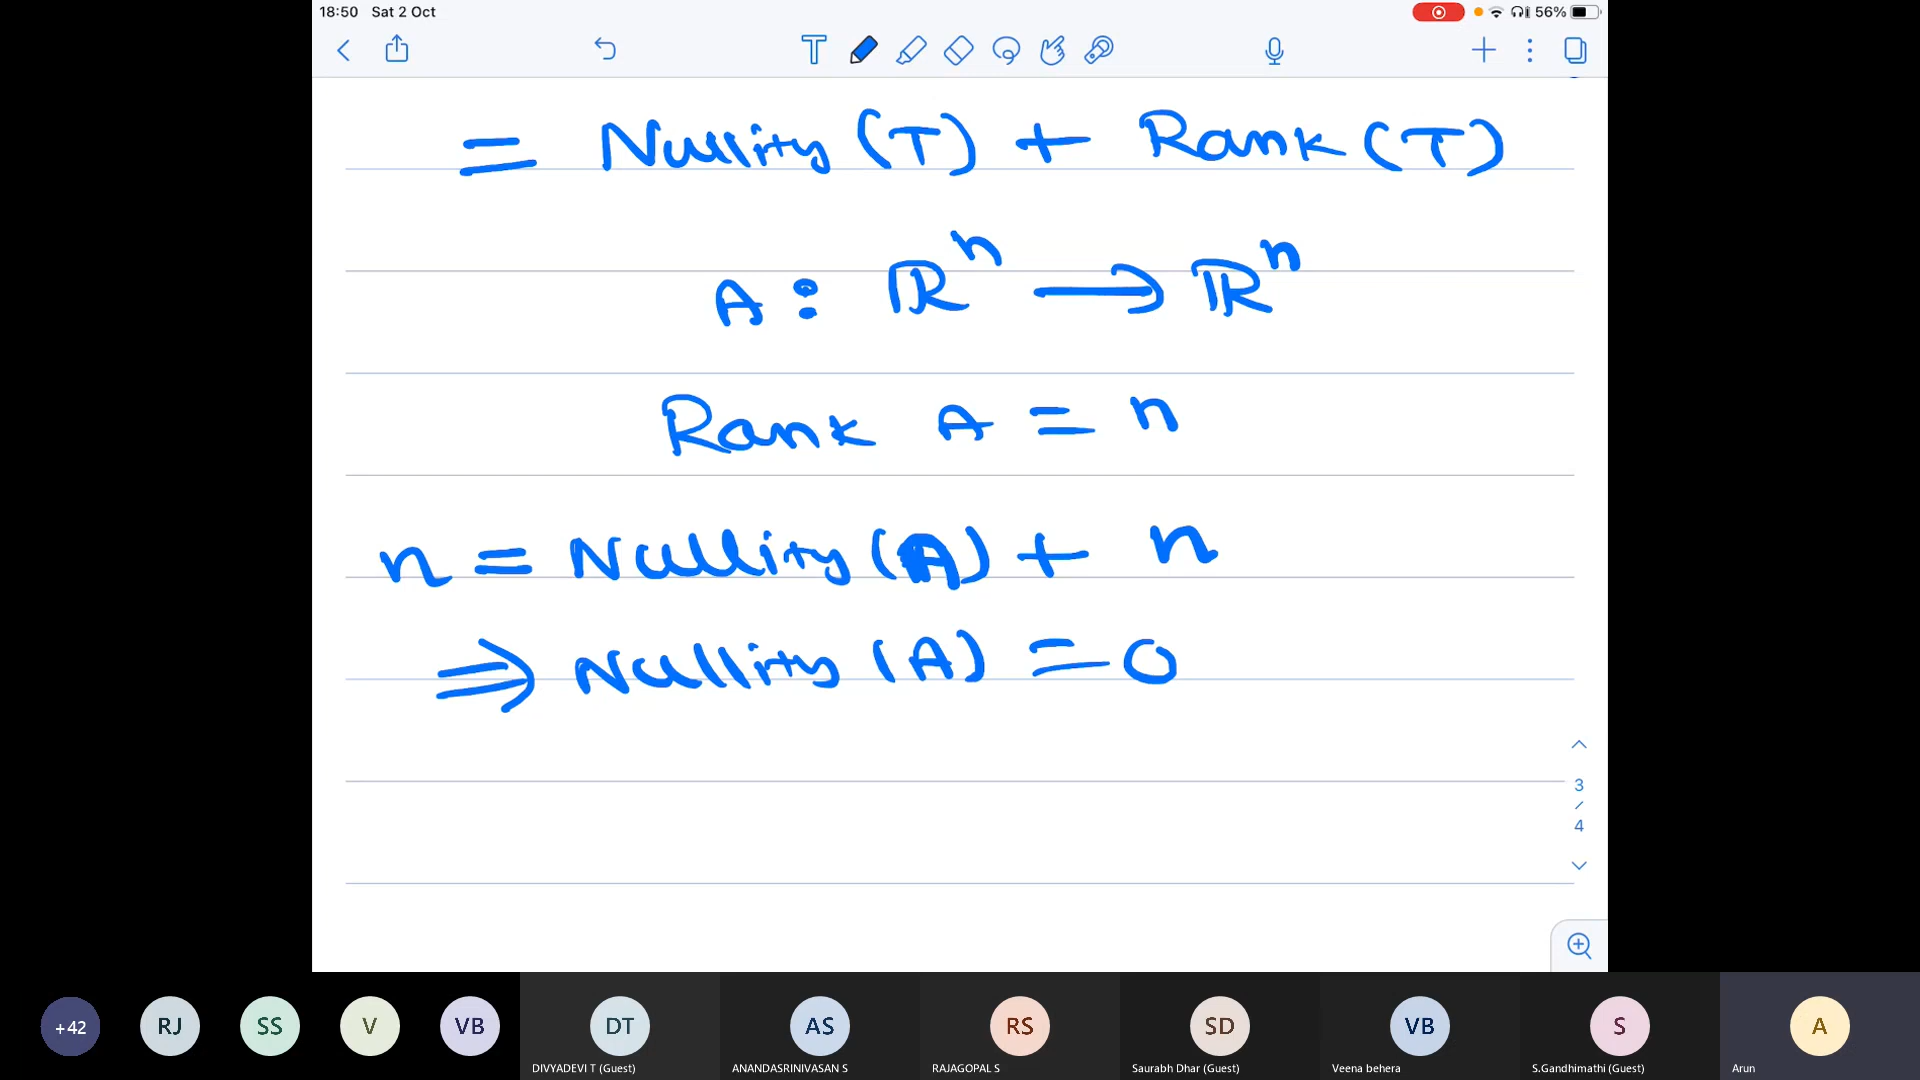 18:50 Sat 2 Oct 56%
T
= Nullity (T) + Rank (T)
A : ℝⁿ ⟶ ℝⁿ
Rank A = n
n = Nullity (A) + n
⇒ Nullity (A) = 0
3
/
4
+42 RJ SS V VB DT AS RS SD VB S A
DIVYADEVI T (Guest) ANANDASRINIVASAN S RAJAGOPAL S Saurabh Dhar (Guest) Veena behera S.Gandhimathi (Guest) Arun